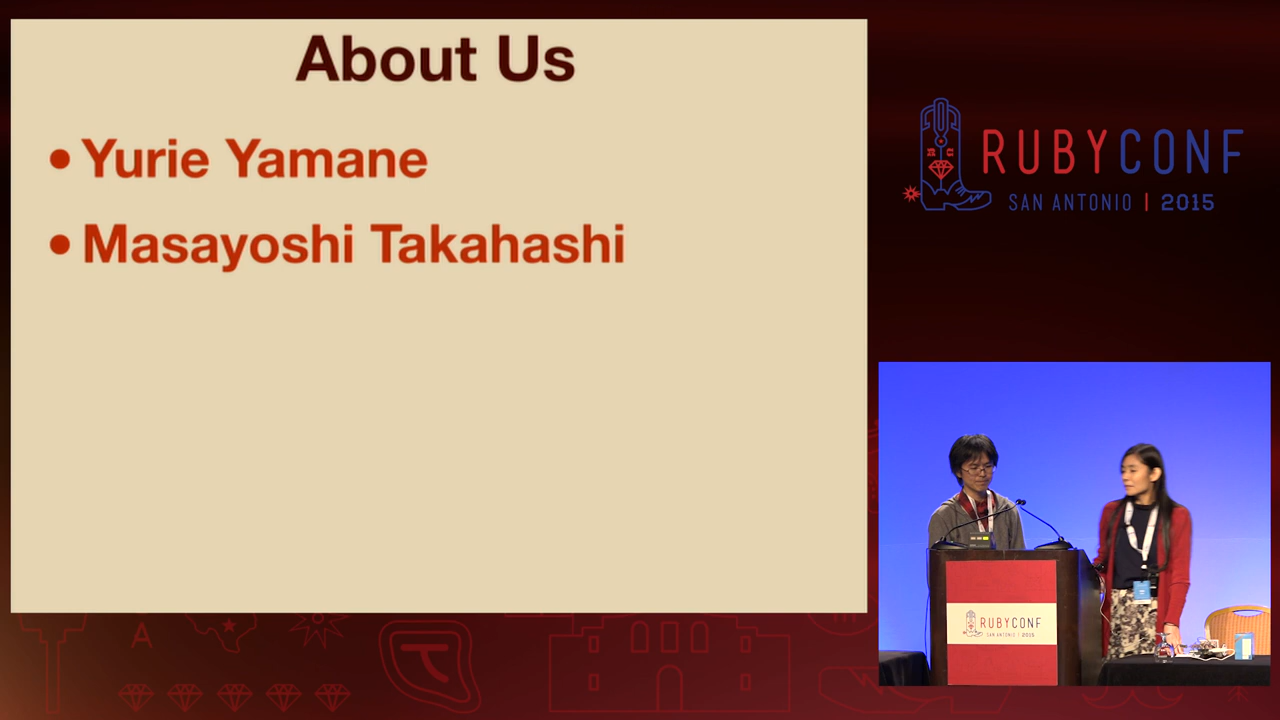 About Us
• Yurie Yamane
• Masayoshi Takahashi
RUBYCONF
SAN ANTONIO | 2015
RUBYCONF
SAN ANTONIO | 2015
A